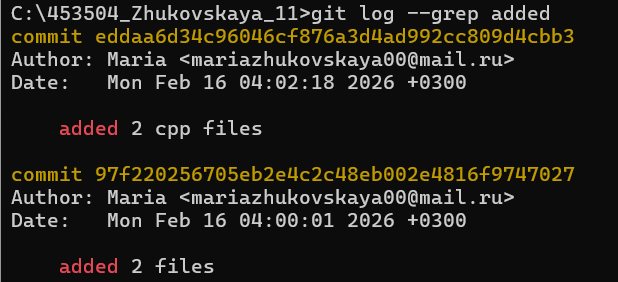 C:\453504_Zhukovskaya_11>git log --grep added
commit eddaa6d34c96046cf876a3d4ad992cc809d4cbb3
Author: Maria <mariazhukovskaya00@mail.ru>
Date:   Mon Feb 16 04:02:18 2026 +0300
    added 2 cpp files
commit 97f220256705eb2e4c2c48eb002e4816f9747027
Author: Maria <mariazhukovskaya00@mail.ru>
Date:   Mon Feb 16 04:00:01 2026 +0300
    added 2 files